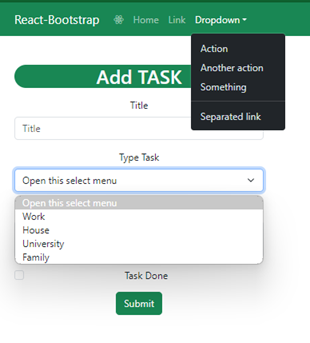 React-Bootstrap Home Link Dropdown
Action
Another action
Something
Separated link
Add TASK
Title
Title
Type Task
Open this select menu
Open this select menu
Work
House
University
Family
Task Done
Submit